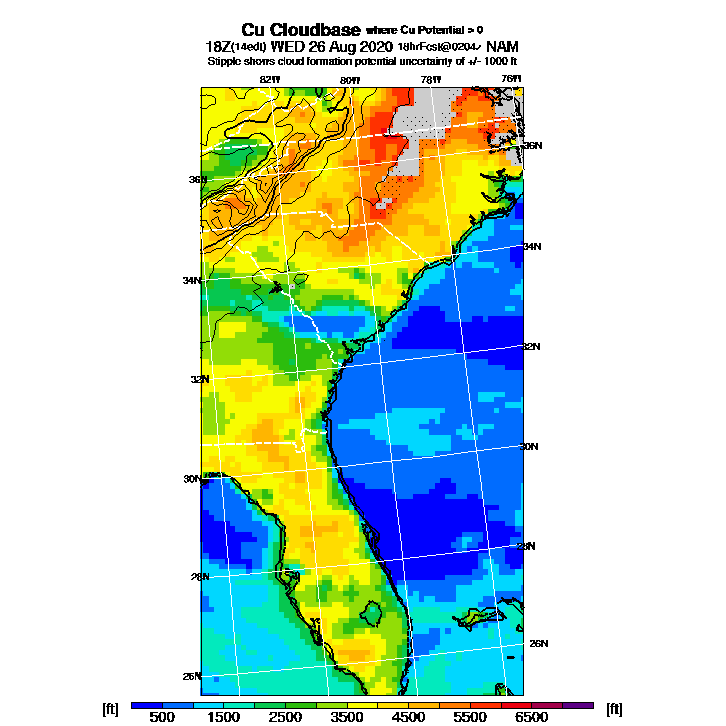 Cu Cloudbase where Cu Potential > 0
18Z(14edt) WED 26 Aug 2020 18hrFcst@0204z NAM
Stipple shows cloud formation potential uncertainty of +/- 1000 ft
82W 80W 78W 76W
36N
36N
34N
34N
32N
32N
30N
30N
28N
28N
26N
26N
[ft] 500 1500 2500 3500 4500 5500 6500 [ft]